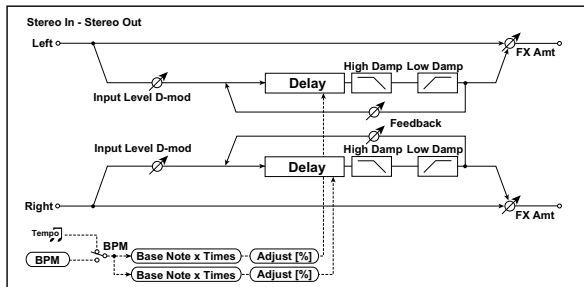 Stereo In - Stereo Out
Left
FX Amt
High Damp Low Damp
Delay
Input Level D-mod
Feedback
Input Level D-mod
High Damp Low Damp
Delay
Right
FX Amt
Tempo
BPM
BPM
Base Note x Times Adjust [%]
Base Note x Times Adjust [%]